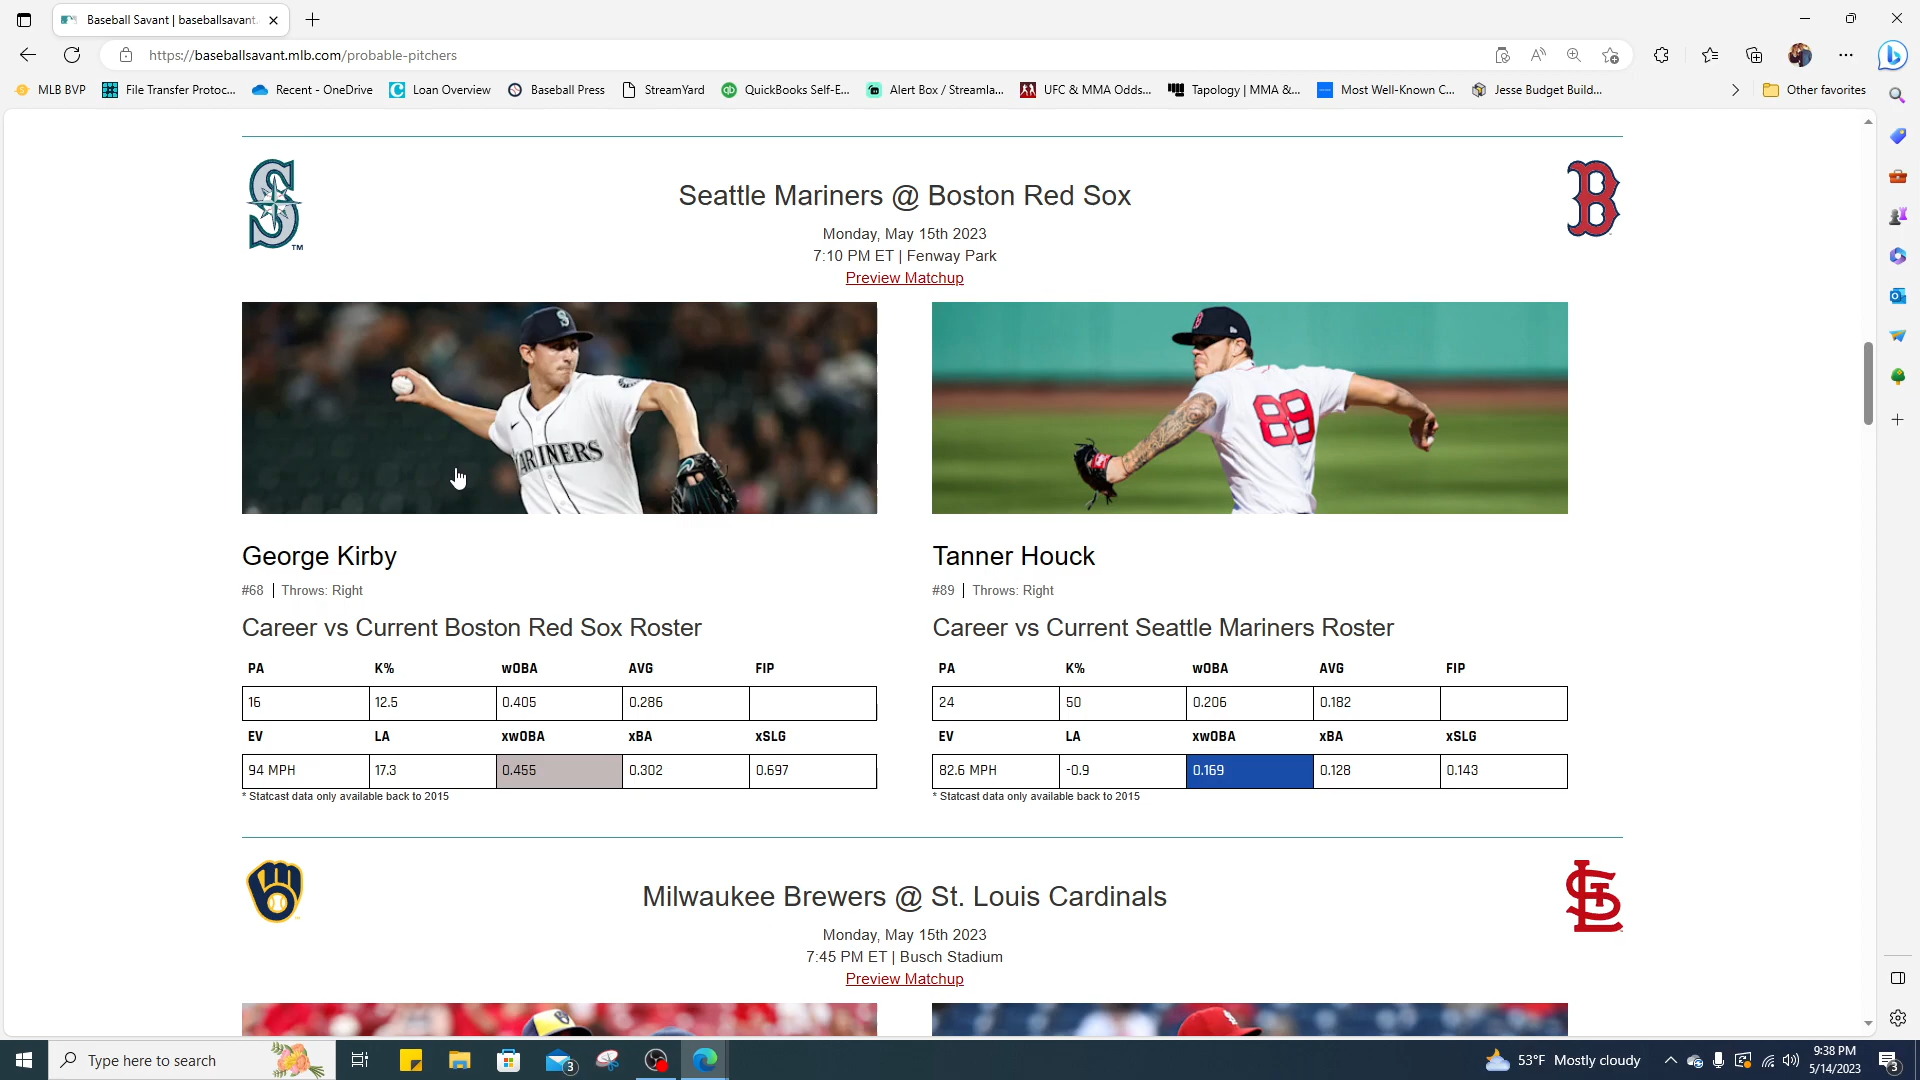 Baseball Savant | baseballsavant.
https://baseballsavant.mlb.com/probable-pitchers
MLB BVP
File Transfer Protoc...
Recent - OneDrive
Loan Overview
Baseball Press
StreamYard
QuickBooks Self-E...
Alert Box / Streamla...
UFC & MMA Odds...
Tapology | MMA &...
Most Well-Known C...
Jesse Budget Build...
Other favorites
Seattle Mariners @ Boston Red Sox
Monday, May 15th 2023
7:10 PM ET | Fenway Park
Preview Matchup
MARINERS
89
George Kirby
#68 | Throws: Right
Career vs Current Boston Red Sox Roster
PA K% wOBA AVG FIP
16 12.5 0.405 0.286
EV LA xwOBA xBA xSLG
94 MPH 17.3 0.455 0.302 0.697
* Statcast data only available back to 2015
Tanner Houck
#89 | Throws: Right
Career vs Current Seattle Mariners Roster
PA K% wOBA AVG FIP
24 50 0.206 0.182
EV LA xwOBA xBA xSLG
82.6 MPH -0.9 0.169 0.128 0.143
* Statcast data only available back to 2015
Milwaukee Brewers @ St. Louis Cardinals
Monday, May 15th 2023
7:45 PM ET | Busch Stadium
Preview Matchup
Type here to search
3
53°F Mostly cloudy
9:38 PM
5/14/2023
3